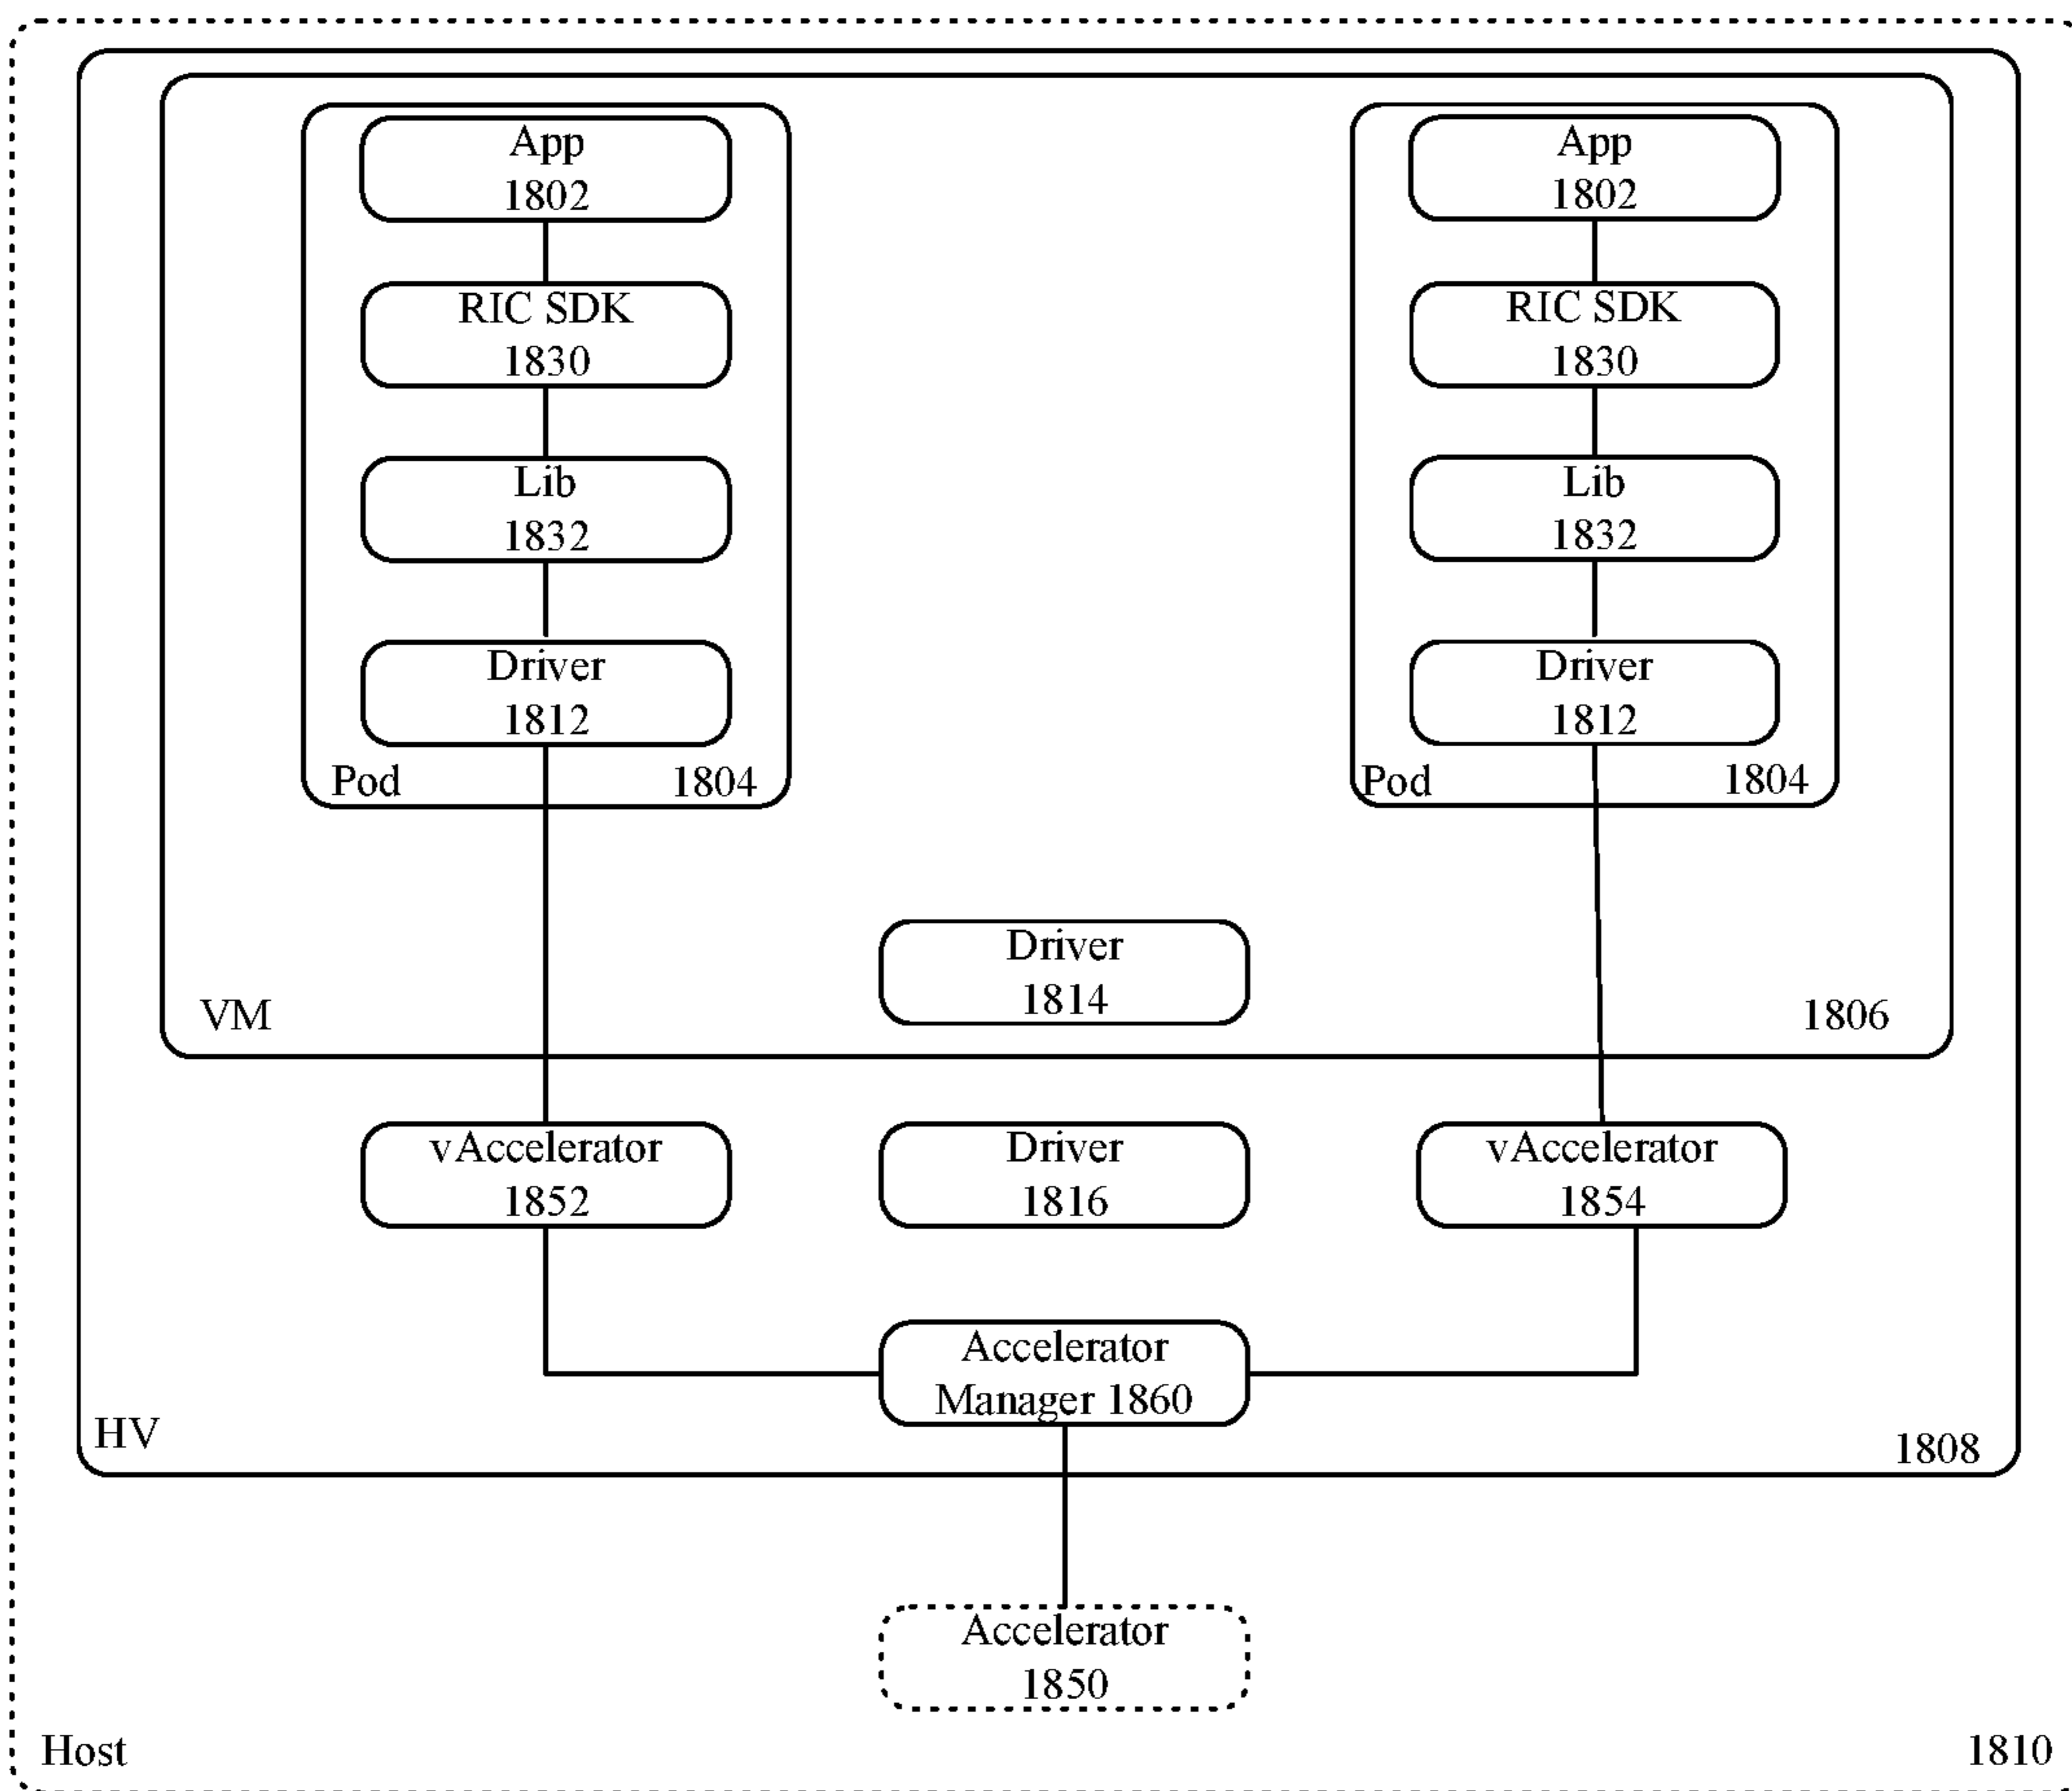 App
1802
RIC SDK
1830
Lib
1832
Driver
1812
Pod 1804
App
1802
RIC SDK
1830
Lib
1832
Driver
1812
Pod 1804
Driver
1814
VM 1806
vAccelerator
1852
Driver
1816
vAccelerator
1854
Accelerator
Manager 1860
HV 1808
Accelerator
1850
Host 1810